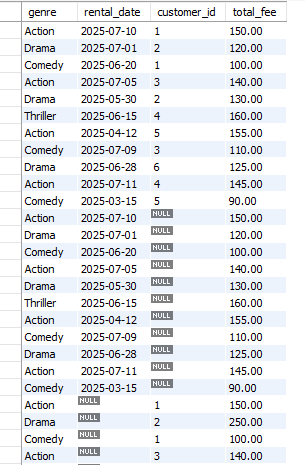 genre rental_date customer_id total_fee
Action 2025-07-10 1 150.00
Drama 2025-07-01 2 120.00
Comedy 2025-06-20 1 100.00
Action 2025-07-05 3 140.00
Drama 2025-05-30 2 130.00
Thriller 2025-06-15 4 160.00
Action 2025-04-12 5 155.00
Comedy 2025-07-09 3 110.00
Drama 2025-06-28 6 125.00
Action 2025-07-11 4 145.00
Comedy 2025-03-15 5 90.00
Action 2025-07-10 NULL 150.00
Drama 2025-07-01 NULL 120.00
Comedy 2025-06-20 NULL 100.00
Action 2025-07-05 NULL 140.00
Drama 2025-05-30 NULL 130.00
Thriller 2025-06-15 NULL 160.00
Action 2025-04-12 NULL 155.00
Comedy 2025-07-09 NULL 110.00
Drama 2025-06-28 NULL 125.00
Action 2025-07-11 NULL 145.00
Comedy 2025-03-15 NULL 90.00
Action NULL 1 150.00
Drama NULL 2 250.00
Comedy NULL 1 100.00
Action NULL 3 140.00